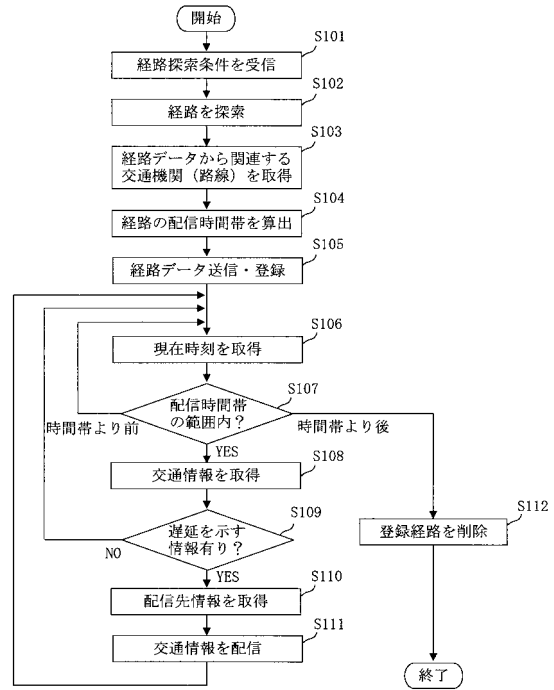 開始
S101
経路探索条件を受信
S102
経路を探索
S103
経路データから関連する
交通機関（路線）を取得
S104
経路の配信時間帯を算出
S105
経路データ送信・登録
S106
現在時刻を取得
S107
配信時間帯
の範囲内？
時間帯より前
時間帯より後
YES
S108
交通情報を取得
S109
遅延を示す
情報有り？
NO
YES
S112
登録経路を削除
S110
配信先情報を取得
S111
交通情報を配信
終了